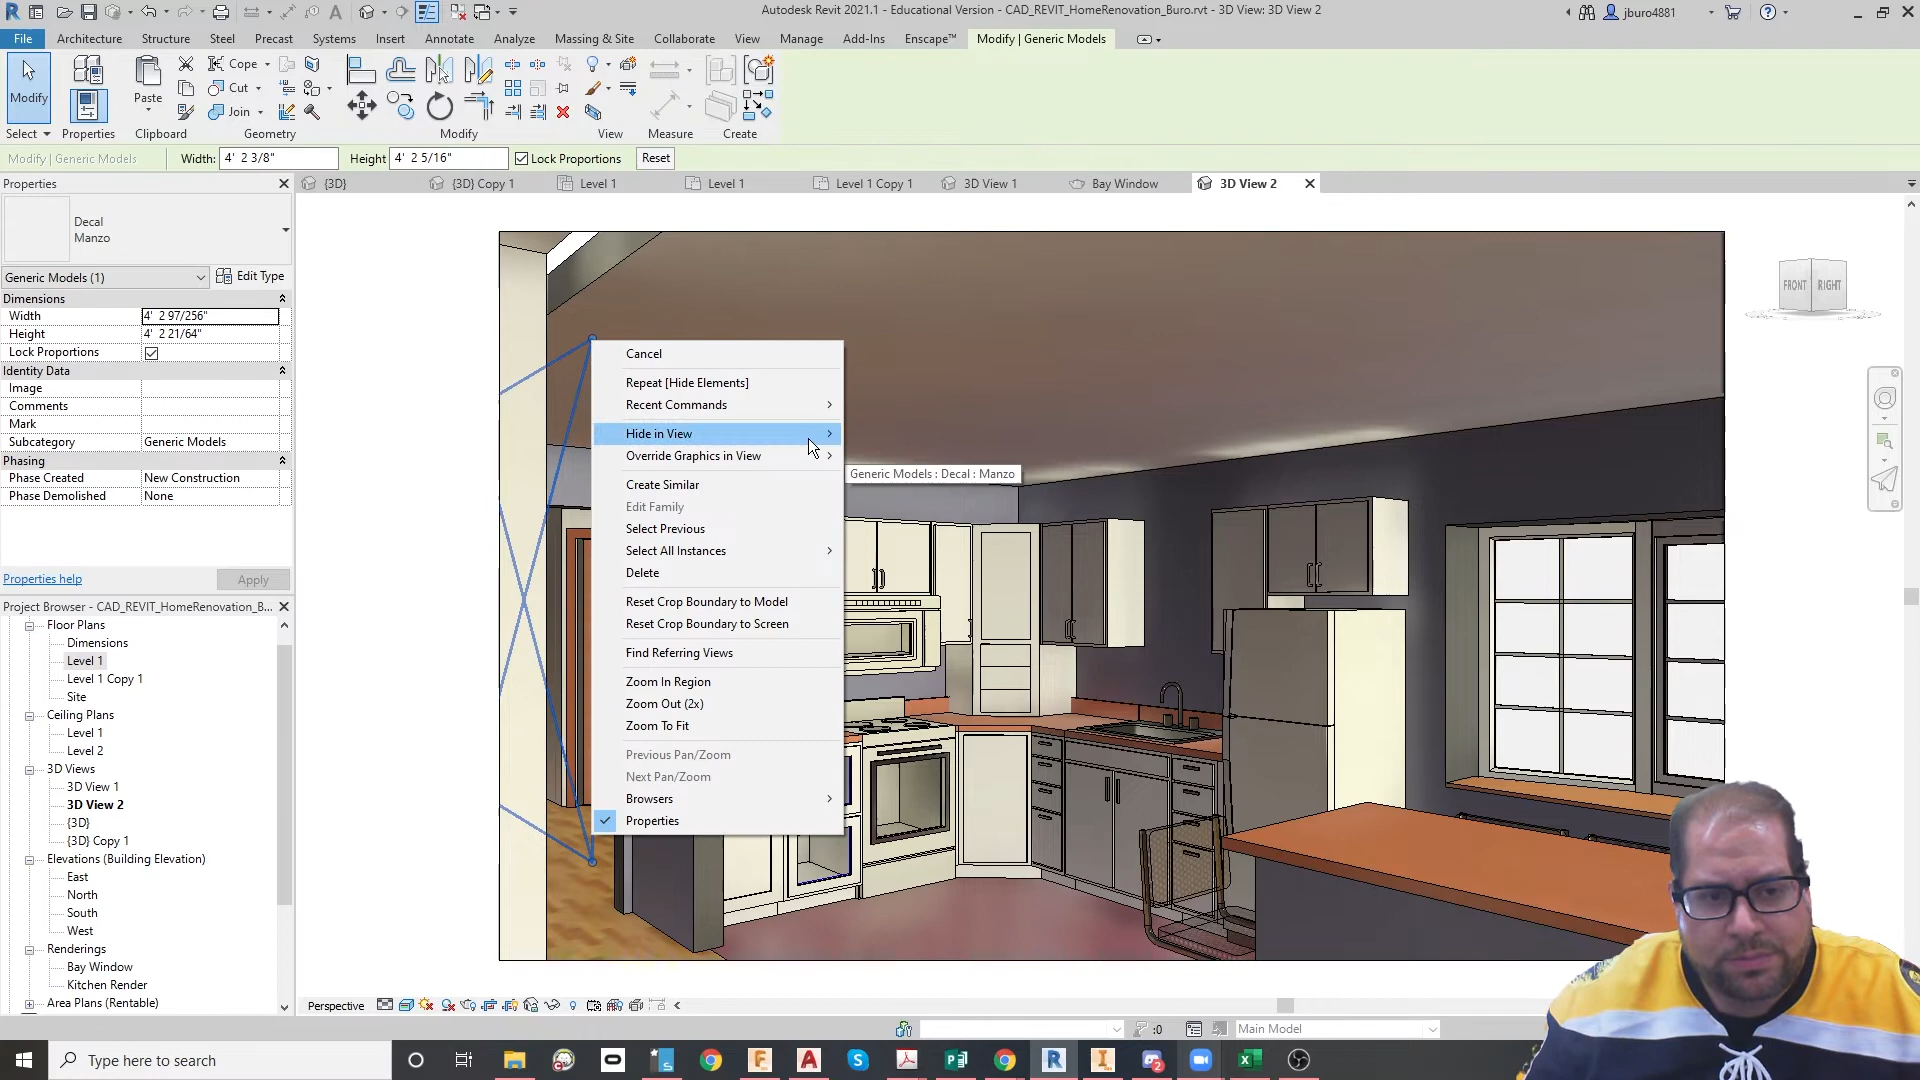 Autodesk Revit 2021.1 - Educational Version - CAD_REVIT_HomeRenovation_Buro.rvt - 3D View: 3D View 2
jburo4881
File Architecture Structure Steel Precast Systems Insert Annotate Analyze Massing & Site Collaborate View Manage Add-Ins Enscape™ Modify | Generic Models
Modify
Paste
Cope
Cut
Join
Select Properties Clipboard Geometry Modify View Measure Create
Modify | Generic Models Width: 4' 2 3/8" Height 4' 2 5/16" Lock Proportions Reset
Properties
{3D} {3D} Copy 1 Level 1 Level 1 Level 1 Copy 1 3D View 1 Bay Window 3D View 2
Decal
Manzo
Generic Models (1) Edit Type
Dimensions
Width 4' 2 97/256"
Height 4' 2 21/64"
Lock Proportions
Identity Data
Image
Comments
Mark
Subcategory Generic Models
Phasing
Phase Created New Construction
Phase Demolished None
Properties help Apply
Project Browser - CAD_REVIT_HomeRenovation_B...
Floor Plans
Dimensions
Level 1
Level 1 Copy 1
Site
Ceiling Plans
Level 1
Level 2
3D Views
3D View 1
3D View 2
{3D}
{3D} Copy 1
Elevations (Building Elevation)
East
North
South
West
Renderings
Bay Window
Kitchen Render
Area Plans (Rentable)
Cancel
Repeat [Hide Elements]
Recent Commands
Hide in View
Override Graphics in View
Create Similar
Edit Family
Select Previous
Select All Instances
Delete
Reset Crop Boundary to Model
Reset Crop Boundary to Screen
Find Referring Views
Zoom In Region
Zoom Out (2x)
Zoom To Fit
Previous Pan/Zoom
Next Pan/Zoom
Browsers
Properties
Generic Models : Decal : Manzo
FRONT RIGHT
Perspective
:0 Main Model
Type here to search